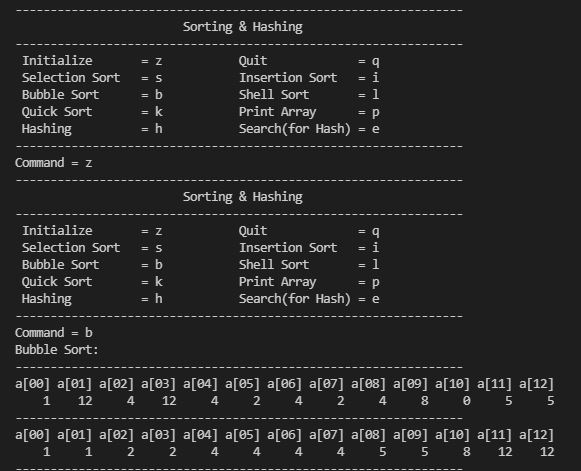 ----------------------------------------------------------------
                        Sorting & Hashing
----------------------------------------------------------------
 Initialize       = z           Quit             = q
 Selection Sort   = s           Insertion Sort   = i
 Bubble Sort      = b           Shell Sort       = l
 Quick Sort       = k           Print Array      = p
 Hashing          = h           Search(for Hash) = e
----------------------------------------------------------------
Command = z
----------------------------------------------------------------
                        Sorting & Hashing
----------------------------------------------------------------
 Initialize       = z           Quit             = q
 Selection Sort   = s           Insertion Sort   = i
 Bubble Sort      = b           Shell Sort       = l
 Quick Sort       = k           Print Array      = p
 Hashing          = h           Search(for Hash) = e
----------------------------------------------------------------
Command = b
Bubble Sort:
----------------------------------------------------------------
a[00] a[01] a[02] a[03] a[04] a[05] a[06] a[07] a[08] a[09] a[10] a[11] a[12]
    1    12     4    12     4     2     4     2     4     8     0     5     5
----------------------------------------------------------------
a[00] a[01] a[02] a[03] a[04] a[05] a[06] a[07] a[08] a[09] a[10] a[11] a[12]
    1     1     2     2     4     4     4     4     5     5     8    12    12
----------------------------------------------------------------